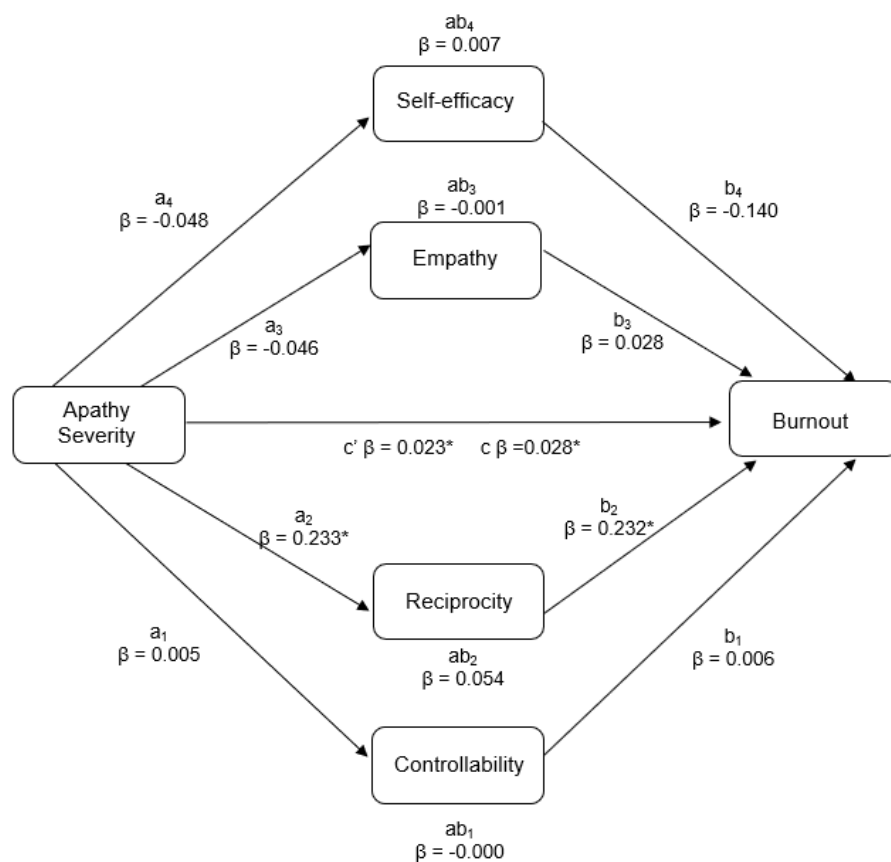 ab₄
β = 0.007
Self-efficacy
a₄
β = -0.048
b₄
β = -0.140
ab₃
β = -0.001
Empathy
a₃
β = -0.046
b₃
β = 0.028
Apathy
Severity
Burnout
c' β = 0.023* c β =0.028*
a₂
β = 0.233*
b₂
β = 0.232*
Reciprocity
ab₂
β = 0.054
a₁
β = 0.005
b₁
β = 0.006
Controllability
ab₁
β = -0.000